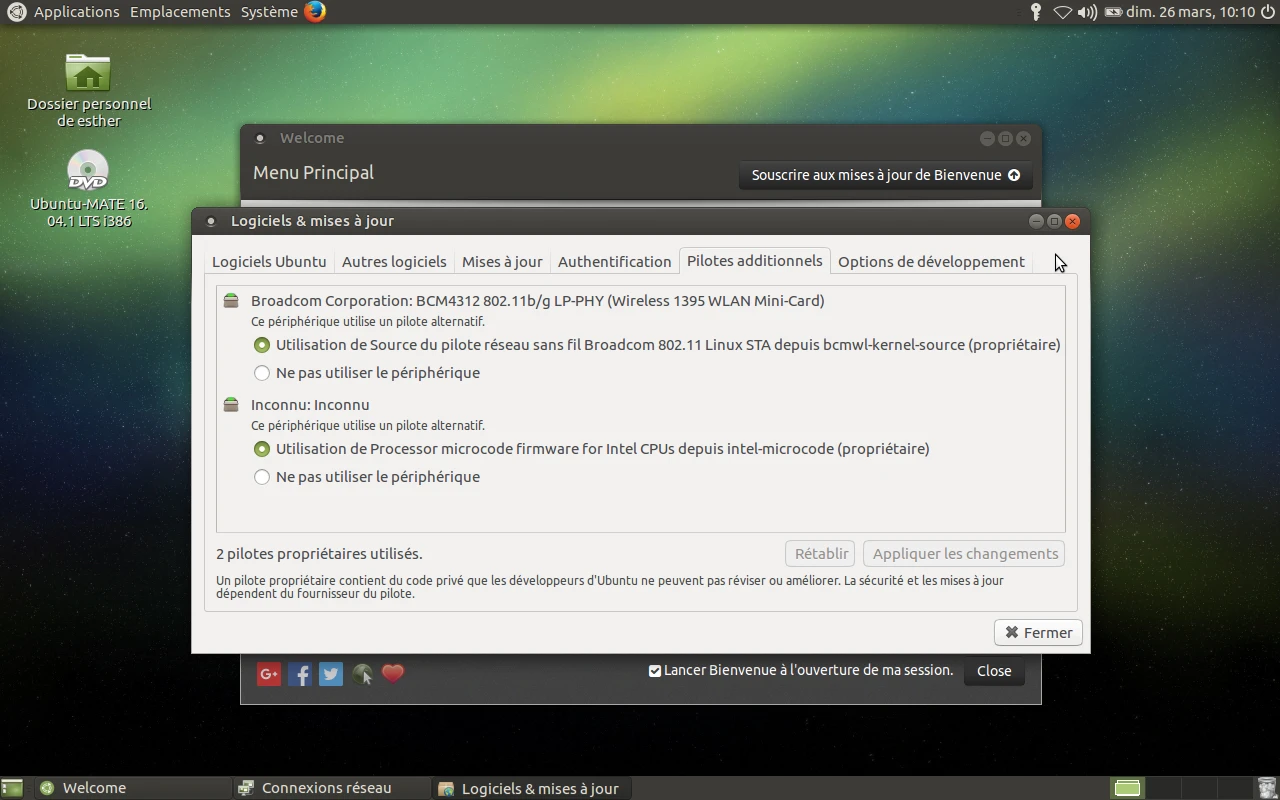 Applications Emplacements Système
dim. 26 mars, 10:10
Dossier personnel
de esther
DVD
Ubuntu-MATE 16.
04.1 LTS i386
Welcome
Menu Principal
Souscrire aux mises à jour de Bienvenue
Logiciels & mises à jour
Logiciels Ubuntu Autres logiciels Mises à jour Authentification Pilotes additionnels Options de développement
Broadcom Corporation: BCM4312 802.11b/g LP-PHY (Wireless 1395 WLAN Mini-Card)
Ce périphérique utilise un pilote alternatif.
Utilisation de Source du pilote réseau sans fil Broadcom 802.11 Linux STA depuis bcmwl-kernel-source (propriétaire)
Ne pas utiliser le périphérique
Inconnu: Inconnu
Ce périphérique utilise un pilote alternatif.
Utilisation de Processor microcode firmware for Intel CPUs depuis intel-microcode (propriétaire)
Ne pas utiliser le périphérique
2 pilotes propriétaires utilisés.
Rétablir Appliquer les changements
Un pilote propriétaire contient du code privé que les développeurs d'Ubuntu ne peuvent pas réviser ou améliorer. La sécurité et les mises à jour
dépendent du fournisseur du pilote.
Fermer
G+ f
Lancer Bienvenue à l'ouverture de ma session. Close
Welcome Connexions réseau Logiciels & mises à jour